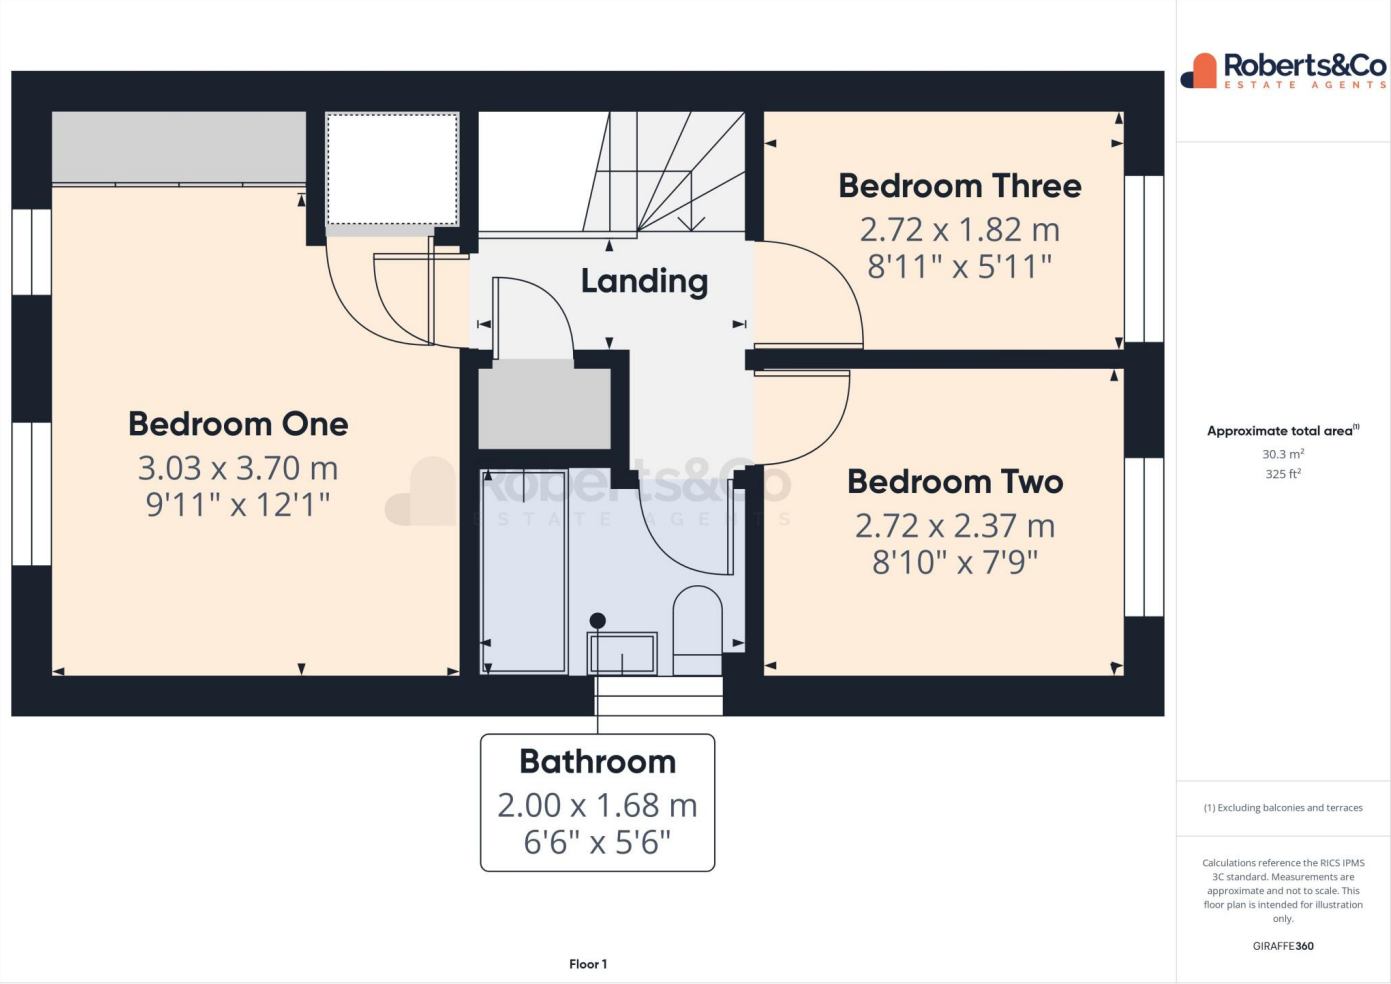 Roberts&Co
ESTATE AGENTS
Bedroom Three
2.72 x 1.82 m
8'11" x 5'11"
Landing
Bedroom One
3.03 x 3.70 m
9'11" x 12'1"
Roberts&Co
ESTATE AGENTS
Bedroom Two
2.72 x 2.37 m
8'10" x 7'9"
Bathroom
2.00 x 1.68 m
6'6" x 5'6"
Floor 1
Approximate total area(1)
30.3 m²
325 ft²
(1) Excluding balconies and terraces
Calculations reference the RICS IPMS
3C standard. Measurements are
approximate and not to scale. This
floor plan is intended for illustration
only.
GIRAFFE360